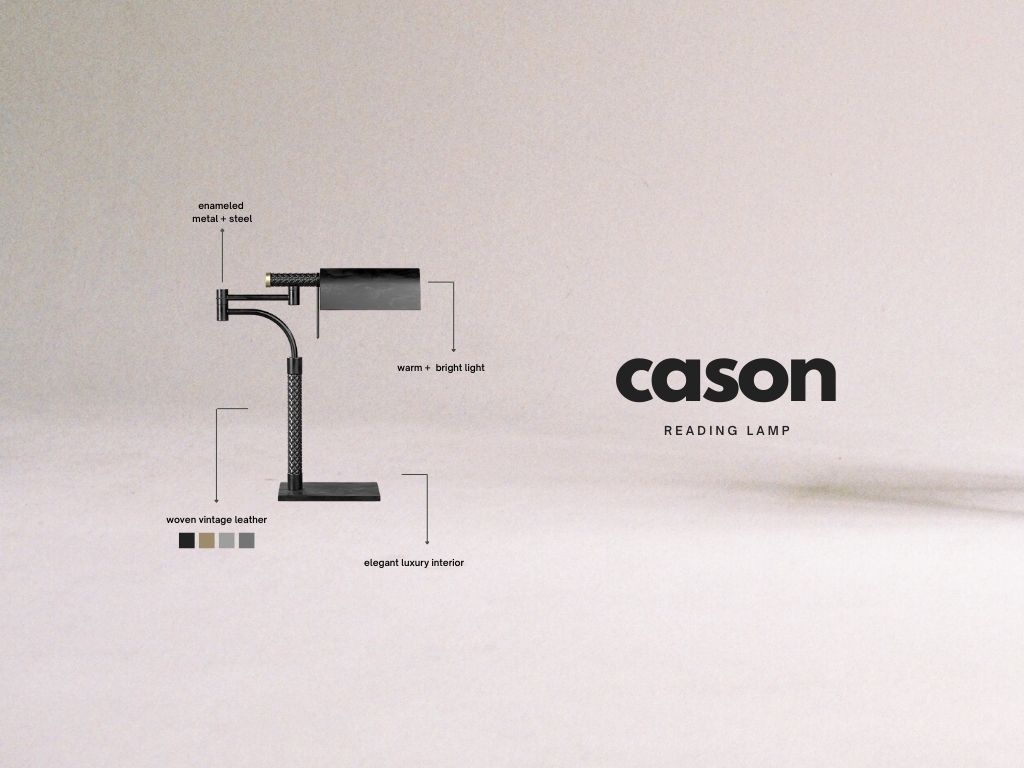 enameled
metal + steel
warm + bright light
cason
READING LAMP
woven vintage leather
elegant luxury interior